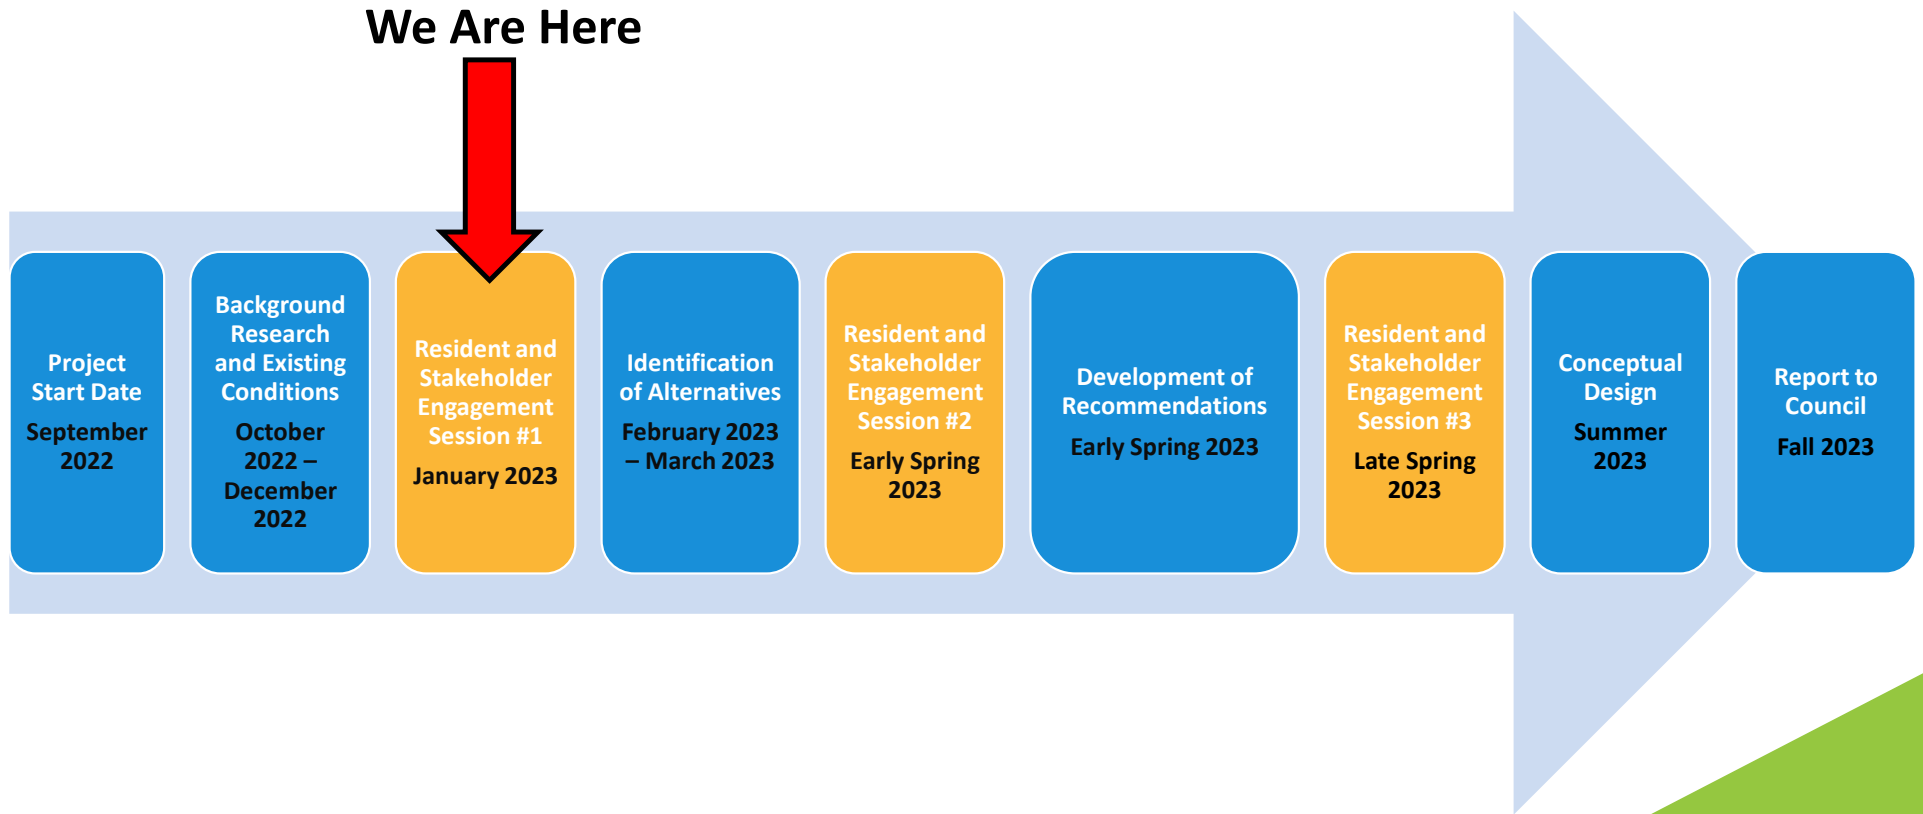 We Are Here
Project
Start Date
September
2022
Background
Research
and Existing
Conditions
October
2022 –
December
2022
Resident and
Stakeholder
Engagement
Session #1
January 2023
Identification
of Alternatives
February 2023
– March 2023
Resident and
Stakeholder
Engagement
Session #2
Early Spring
2023
Development of
Recommendations
Early Spring 2023
Resident and
Stakeholder
Engagement
Session #3
Late Spring
2023
Conceptual
Design
Summer
2023
Report to
Council
Fall 2023